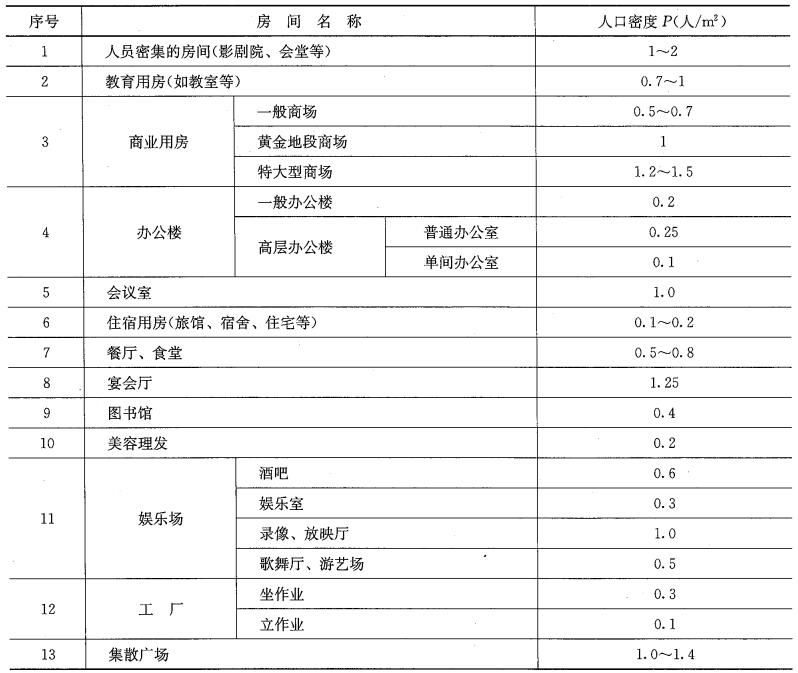 序号 房间名称 人口密度 P(人/m²)
1 人员密集的房间(影剧院、会堂等) 1～2
2 教育用房(如教室等) 0.7～1
3 商业用房 一般商场 0.5～0.7
黄金地段商场 1
特大型商场 1.2～1.5
4 办公楼 一般办公楼 0.2
高层办公楼 普通办公室 0.25
单间办公室 0.1
5 会议室 1.0
6 住宿用房(旅馆、宿舍、住宅等) 0.1～0.2
7 餐厅、食堂 0.5～0.8
8 宴会厅 1.25
9 图书馆 0.4
10 美容理发 0.2
11 娱乐场 酒吧 0.6
娱乐室 0.3
录像、放映厅 1.0
歌舞厅、游艺场 0.5
12 工厂 坐作业 0.3
立作业 0.1
13 集散广场 1.0～1.4